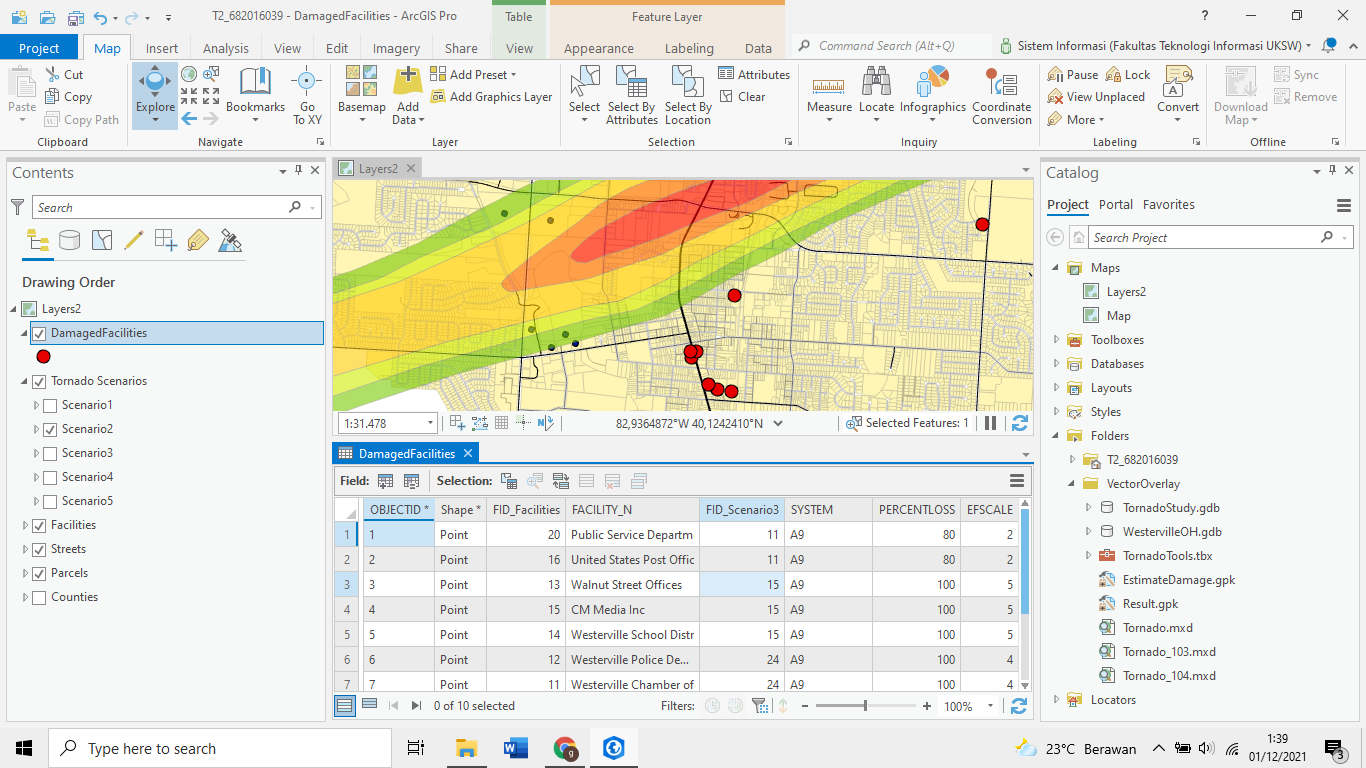 T2_682016039 - DamagedFacilities - ArcGIS Pro
Table
Feature Layer
?
Project
Map
Insert
Analysis
View
Edit
Imagery
Share
View
Appearance
Labeling
Data
Command Search (Alt+Q)
Sistem Informasi (Fakultas Teknologi Informasi UKSW)
Paste
Cut
Copy
Copy Path
Clipboard
Explore
Bookmarks
Go
To XY
Navigate
Basemap
Add
Data
Add Preset
Add Graphics Layer
Layer
Select
Select By
Attributes
Select By
Location
Attributes
Clear
Selection
Measure
Locate
Infographics
Coordinate
Conversion
Inquiry
Pause
Lock
View Unplaced
More
Convert
Labeling
Download
Map
Sync
Remove
Offline
Contents
Search
Drawing Order
Layers2
DamagedFacilities
Tornado Scenarios
Scenario1
Scenario2
Scenario3
Scenario4
Scenario5
Facilities
Streets
Parcels
Counties
Layers2
1:31.478
82,9364872°W 40,1242410°N
Selected Features: 1
DamagedFacilities
Field:
Selection:
OBJECTID * Shape * FID_Facilities FACILITY_N FID_Scenario3 SYSTEM PERCENTLOSS EFSCALE
1 1 Point 20 Public Service Departm 11 A9 80 2
2 2 Point 16 United States Post Offic 11 A9 80 2
3 3 Point 13 Walnut Street Offices 15 A9 100 5
4 4 Point 15 CM Media Inc 15 A9 100 5
5 5 Point 14 Westerville School Distr 15 A9 100 5
6 6 Point 12 Westerville Police De... 24 A9 100 4
7 7 Point 11 Westerville Chamber of 24 A9 100 4
0 of 10 selected
Filters:
100%
Catalog
Project
Portal
Favorites
Search Project
Maps
Layers2
Map
Toolboxes
Databases
Layouts
Styles
Folders
T2_682016039
VectorOverlay
TornadoStudy.gdb
WestervilleOH.gdb
TornadoTools.tbx
EstimateDamage.gpk
Result.gpk
Tornado.mxd
Tornado_103.mxd
Tornado_104.mxd
Locators
Type here to search
g
23°C Berawan
1:39
01/12/2021
3